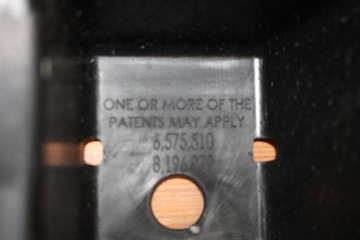 ONE OR MORE OF THE
PATENTS MAY APPLY
6,575,510